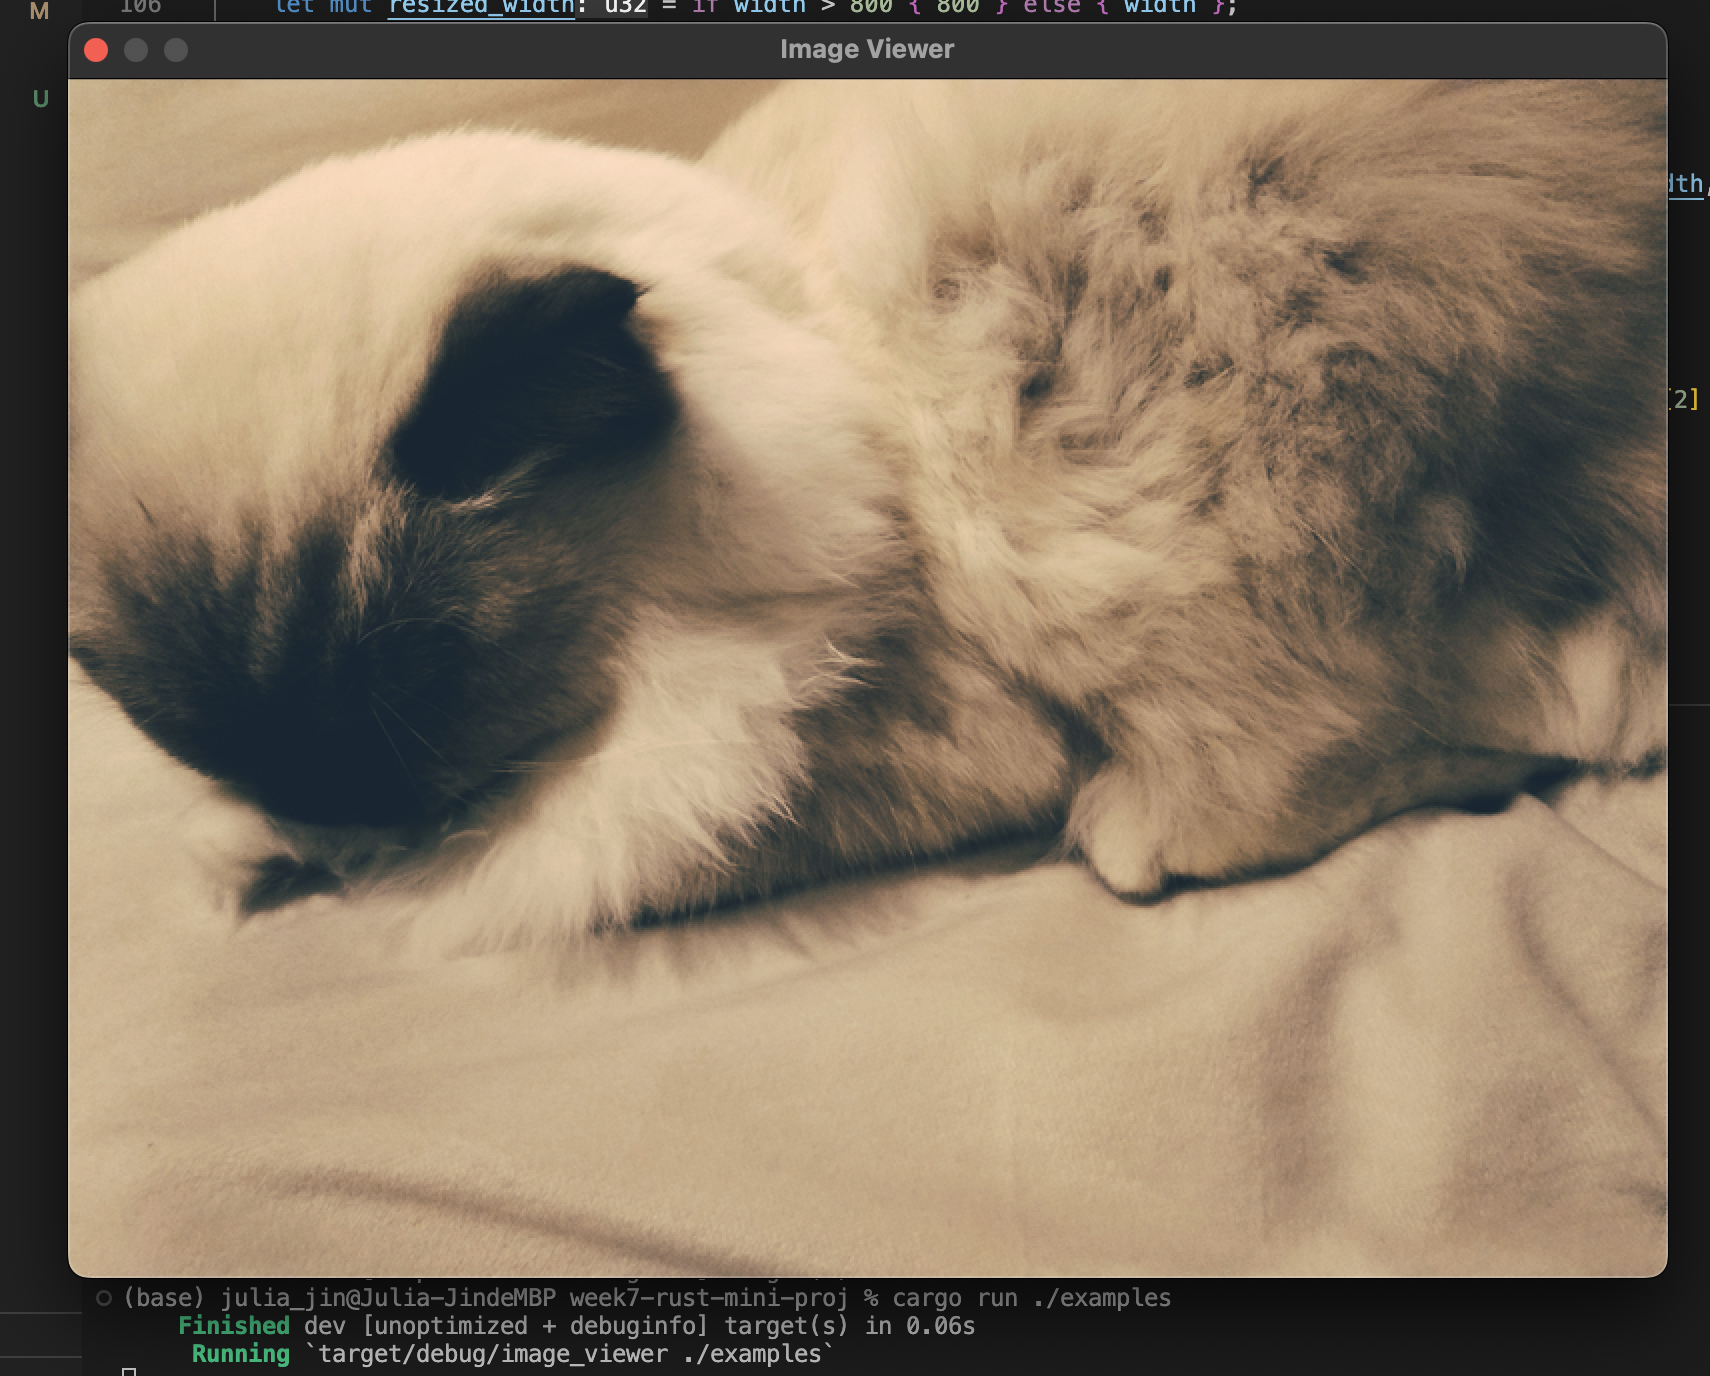 M
106 let mut resized_width: u32 = if width > 800 { 800 } else { width };
Image Viewer
U
dth,
[2]
(base) julia_jin@Julia-JindeMBP week7-rust-mini-proj % cargo run ./examples
Finished dev [unoptimized + debuginfo] target(s) in 0.06s
Running `target/debug/image_viewer ./examples`